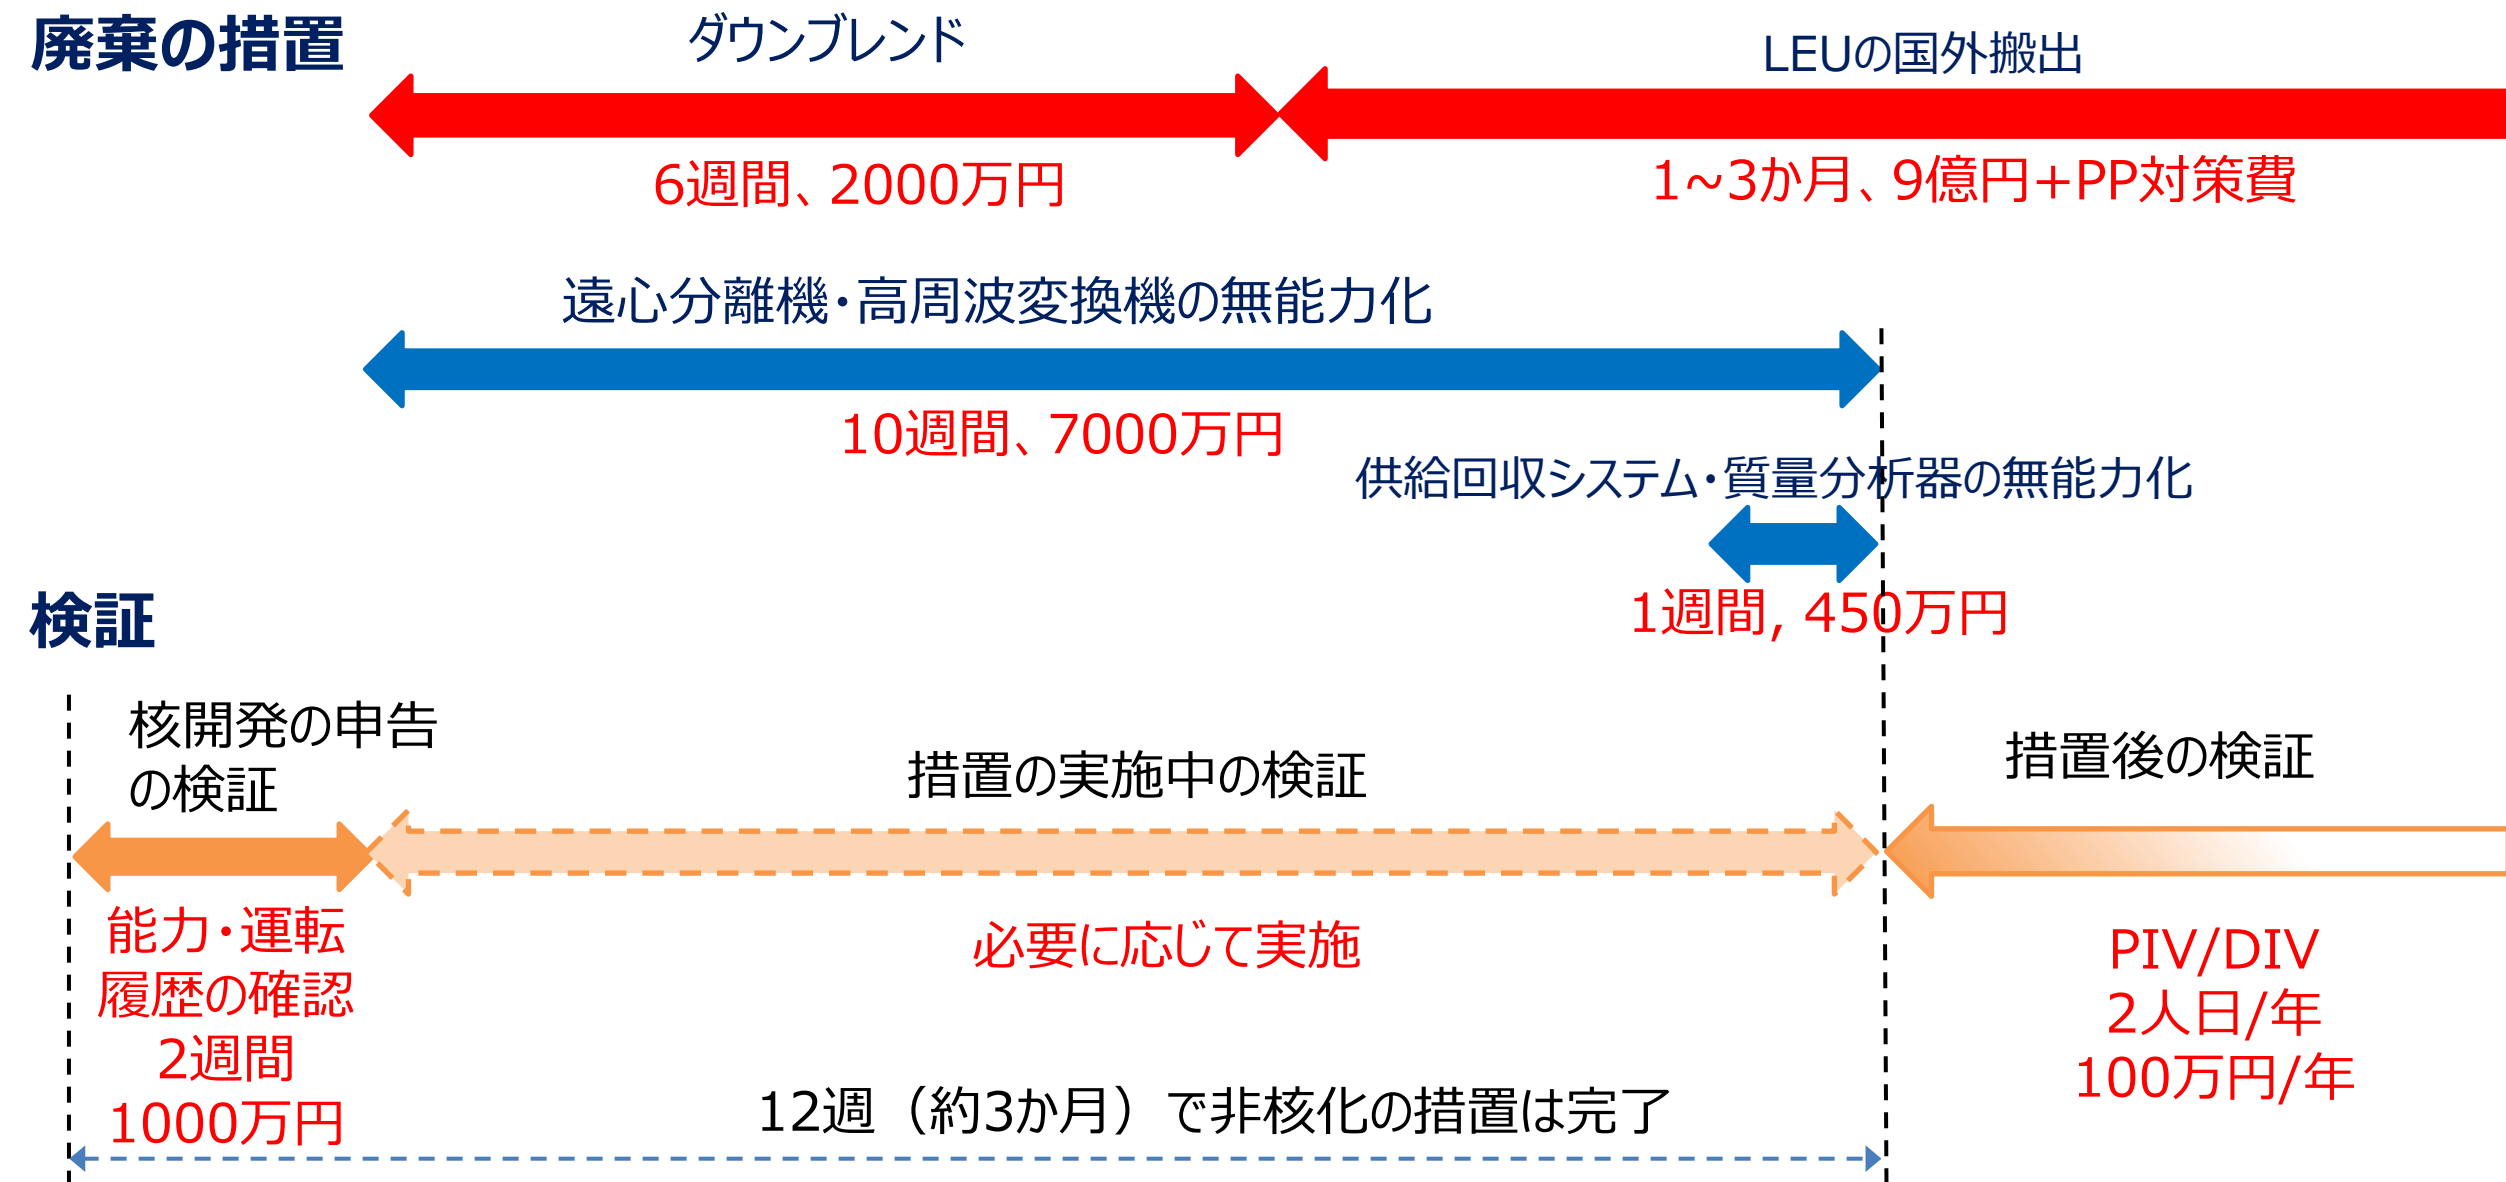 廃棄の措置
ダウンブレンド
LEUの国外搬出
6週間、2000万円
1～3か月、9億円＋PP対策費
遠心分離機・高周波変換機の無能力化
10週間、7000万円
供給回収システム・質量分析器の無能力化
1週間，450万円
検証
核開発の申告
の検証
措置の実施中の検証
措置後の検証
能力・運転
履歴の確認
2週間
1000万円
必要に応じて実施
PIV/DIV
2人日/年
100万円/年
12週（約3か月）で非核化の措置は完了